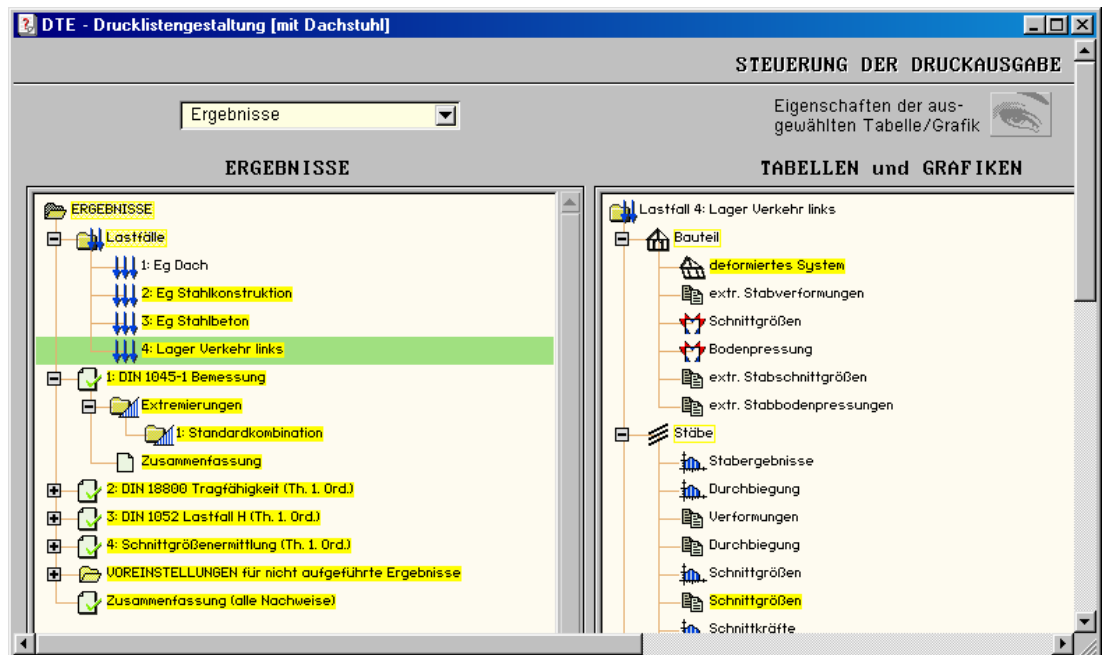 DTE - Drucklistengestaltung [mit Dachstuhl]
STEUERUNG DER DRUCKAUSGABE
Ergebnisse
Eigenschaften der aus-
gewählten Tabelle/Grafik
ERGEBNISSE
ERGEBNISSE
Lastfälle
1: Eg Dach
2: Eg Stahlkonstruktion
3: Eg Stahlbeton
4: Lager Verkehr links
1: DIN 1045-1 Bemessung
Extremierungen
1: Standardkombination
Zusammenfassung
2: DIN 18800 Tragfähigkeit (Th. 1. Ord.)
3: DIN 1052 Lastfall H (Th. 1. Ord.)
4: Schnittgrößenermittlung (Th. 1. Ord.)
VOREINSTELLUNGEN für nicht aufgeführte Ergebnisse
Zusammenfassung (alle Nachweise)
TABELLEN und GRAFIKEN
Lastfall 4: Lager Verkehr links
Bauteil
deformiertes System
extr. Stabverformungen
Schnittgrößen
Bodenpressung
extr. Stabschnittgrößen
extr. Stabbodenpressungen
Stäbe
Stabergebnisse
Durchbiegung
Verformungen
Durchbiegung
Schnittgrößen
Schnittgrößen
Schnittkräfte